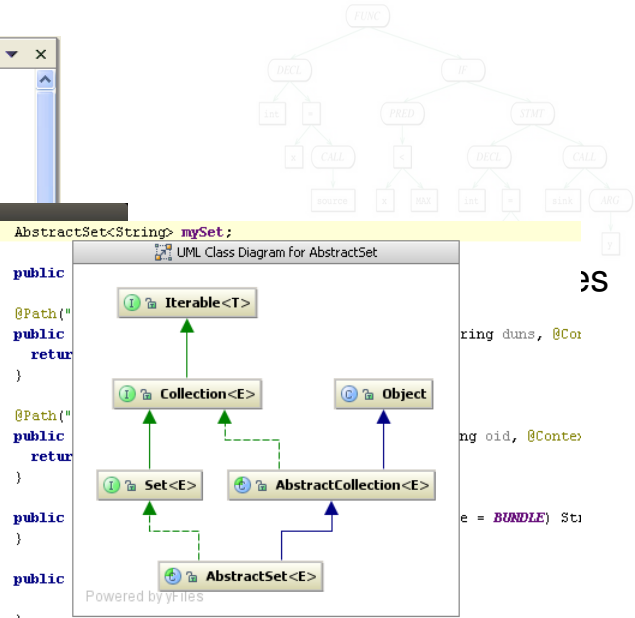 FUNC
DECL
IF
int
=
PRED
STMT
x
CALL
<
DECL
CALL
source
x
MAX
int
=
sink
ARG
y
AbstractSet<String> mySet;
UML Class Diagram for AbstractSet
public
es
Iterable<T>
@Path("
public ring duns, @Con
retur
}
Collection<E>
Object
@Path("
public ng oid, @Contex
retur
}
Set<E>
AbstractCollection<E>
public e = BUNDLE) Str
}
public
AbstractSet<E>
Powered by yFiles